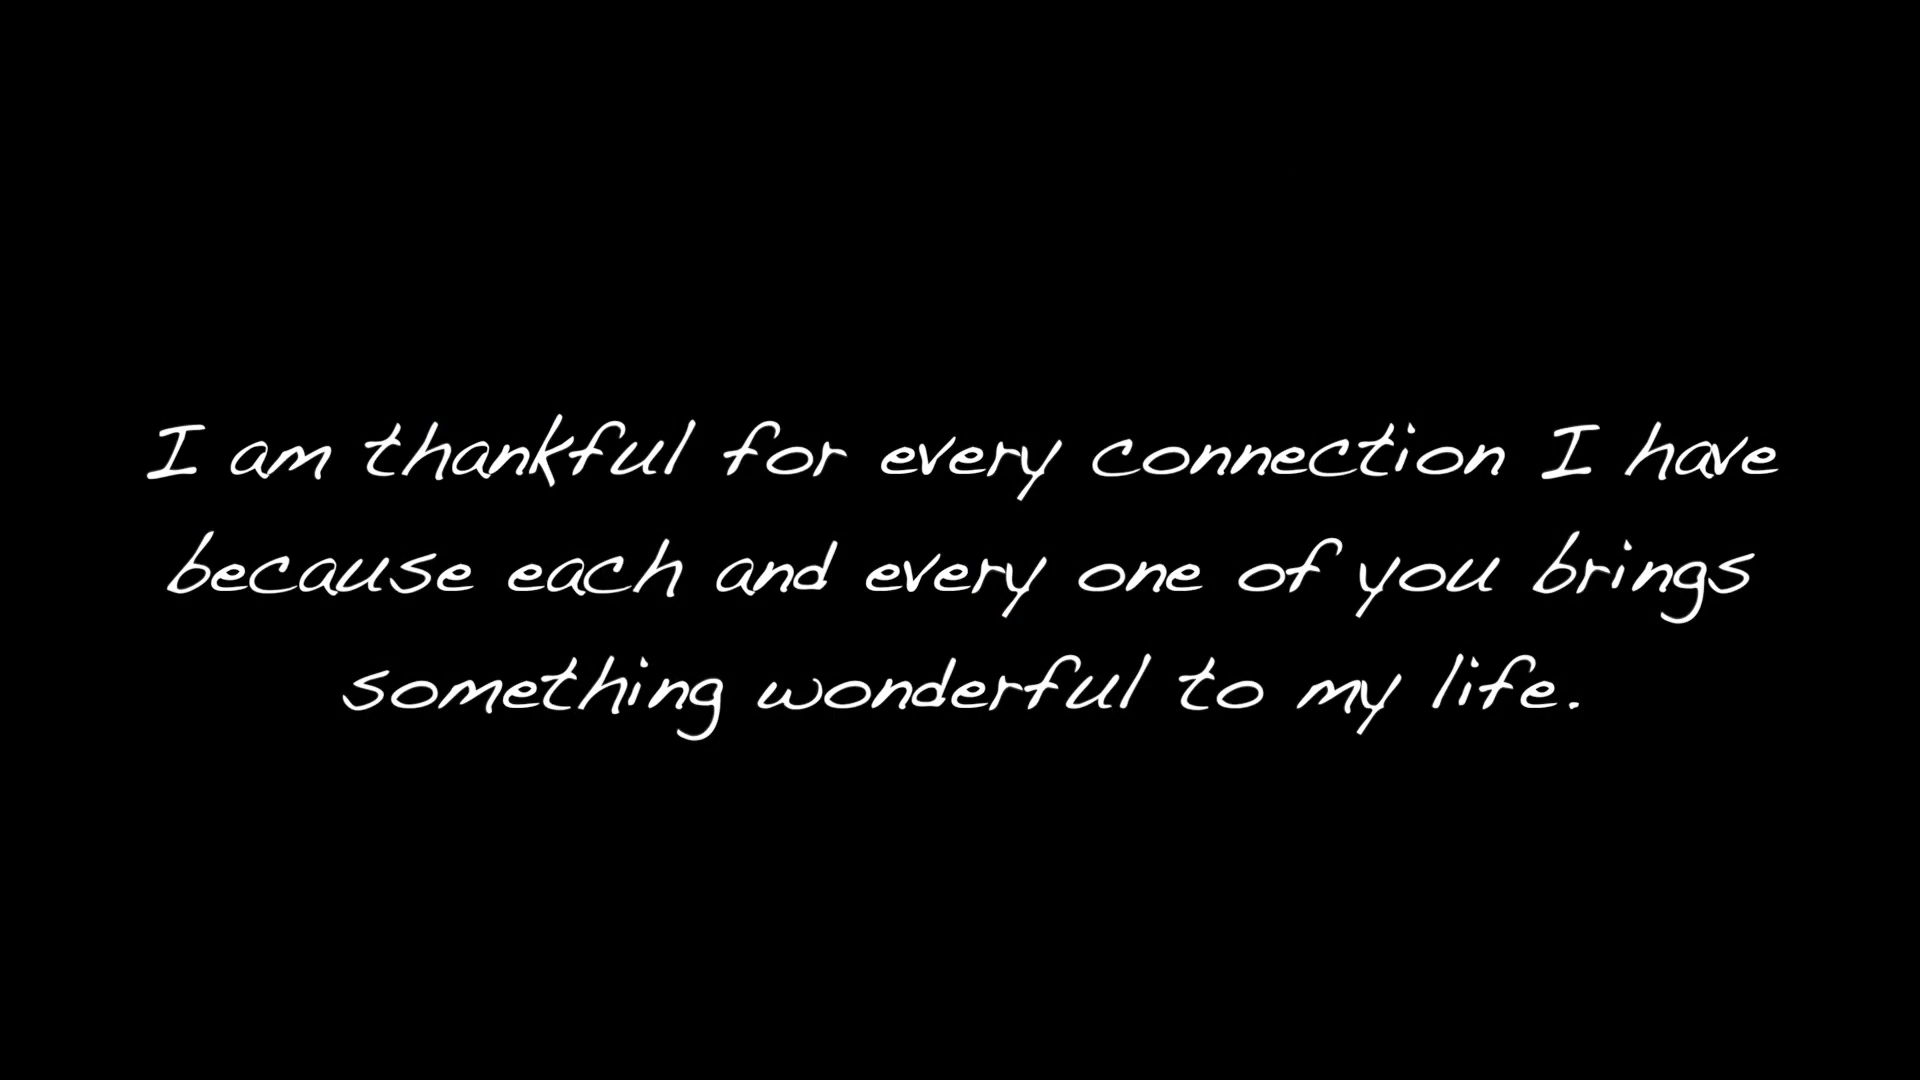 I am thankful for every connection I have
because each and every one of you brings
something wonderful to my life.